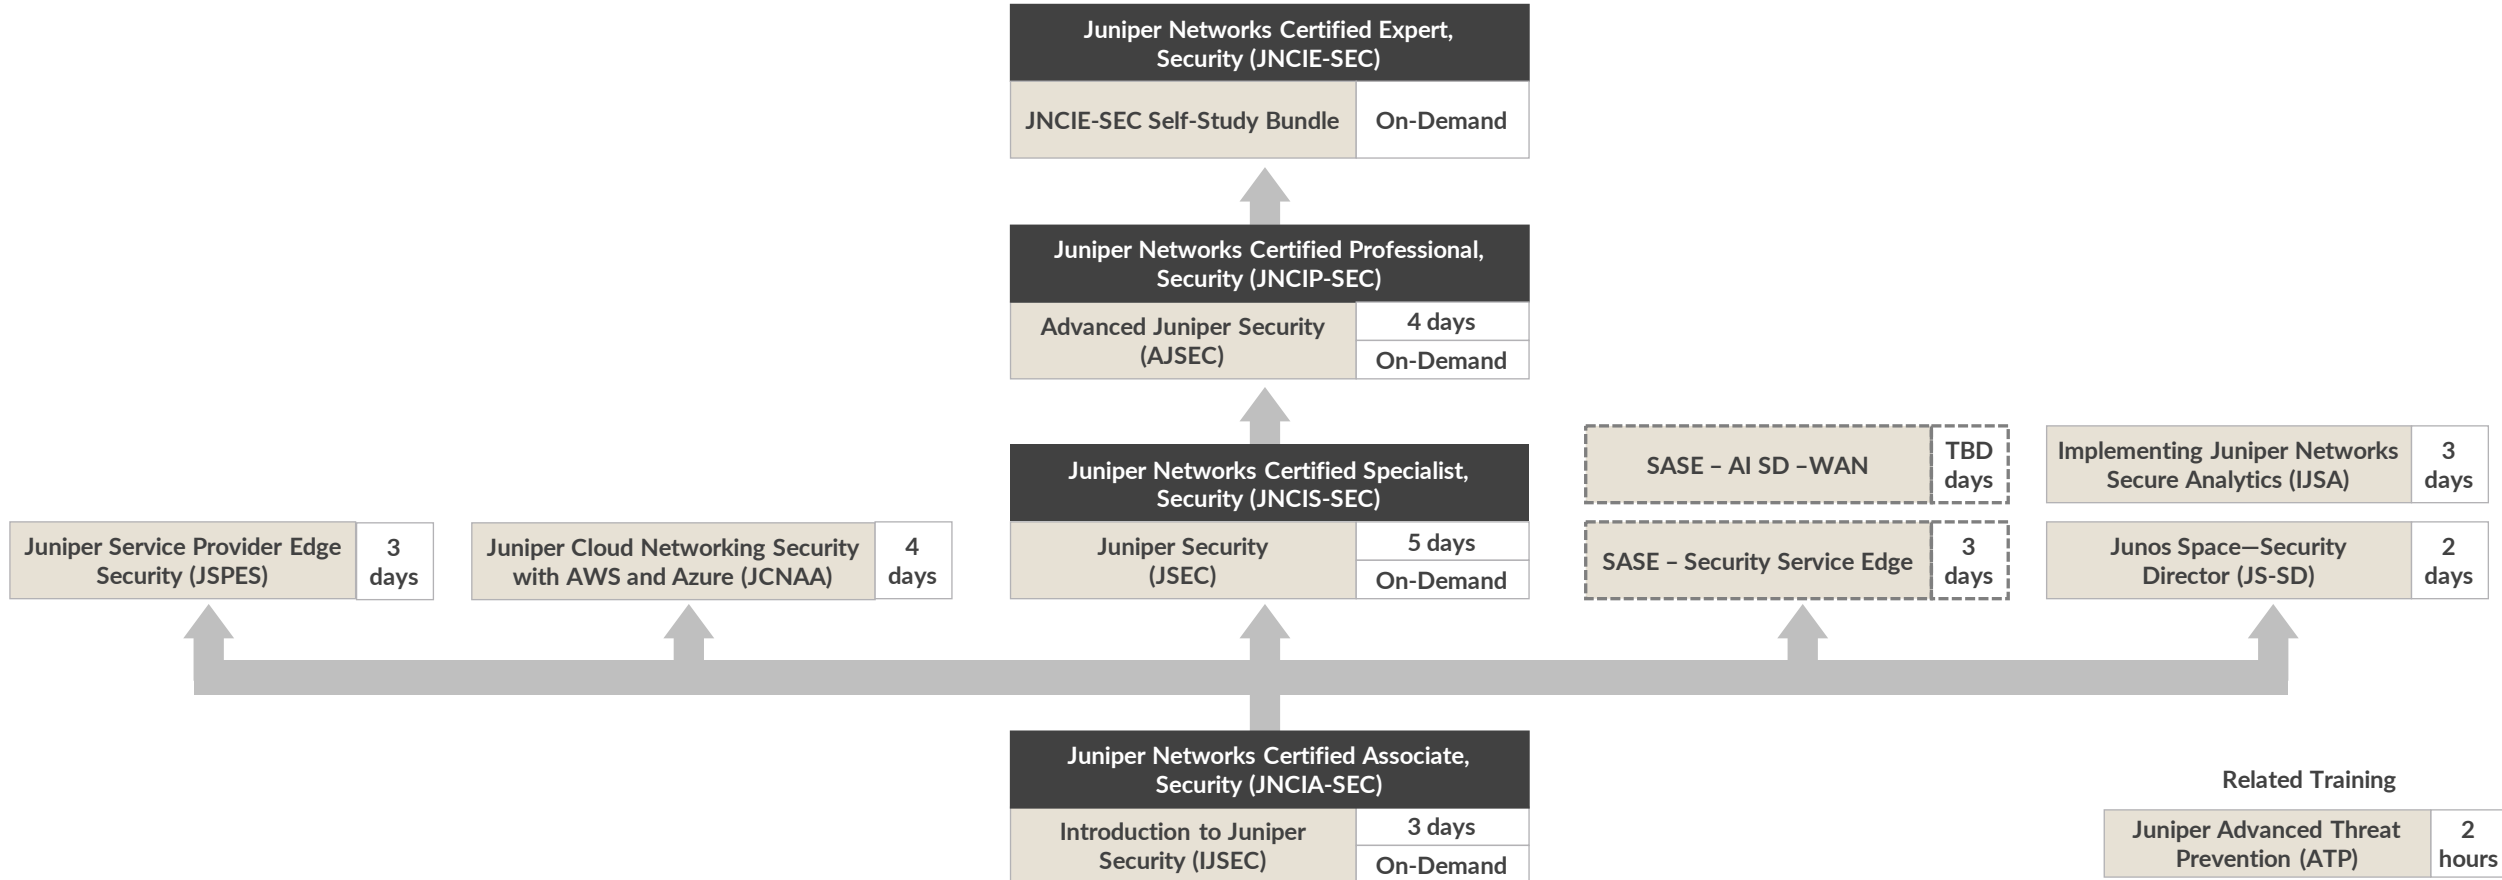 Juniper Networks Certified Expert,
Security (JNCIE-SEC)
JNCIE-SEC Self-Study Bundle
On-Demand
Juniper Networks Certified Professional,
Security (JNCIP-SEC)
Advanced Juniper Security
(AJSEC)
4 days
On-Demand
Juniper Networks Certified Specialist,
Security (JNCIS-SEC)
Juniper Security
(JSEC)
5 days
On-Demand
SASE – AI SD –WAN
TBD
days
Implementing Juniper Networks
Secure Analytics (IJSA)
3
days
Juniper Service Provider Edge
Security (JSPES)
3
days
Juniper Cloud Networking Security
with AWS and Azure (JCNAA)
4
days
SASE – Security Service Edge
3
days
Junos Space—Security
Director (JS-SD)
2
days
Juniper Networks Certified Associate,
Security (JNCIA-SEC)
Introduction to Juniper
Security (IJSEC)
3 days
On-Demand
Related Training
Juniper Advanced Threat
Prevention (ATP)
2
hours